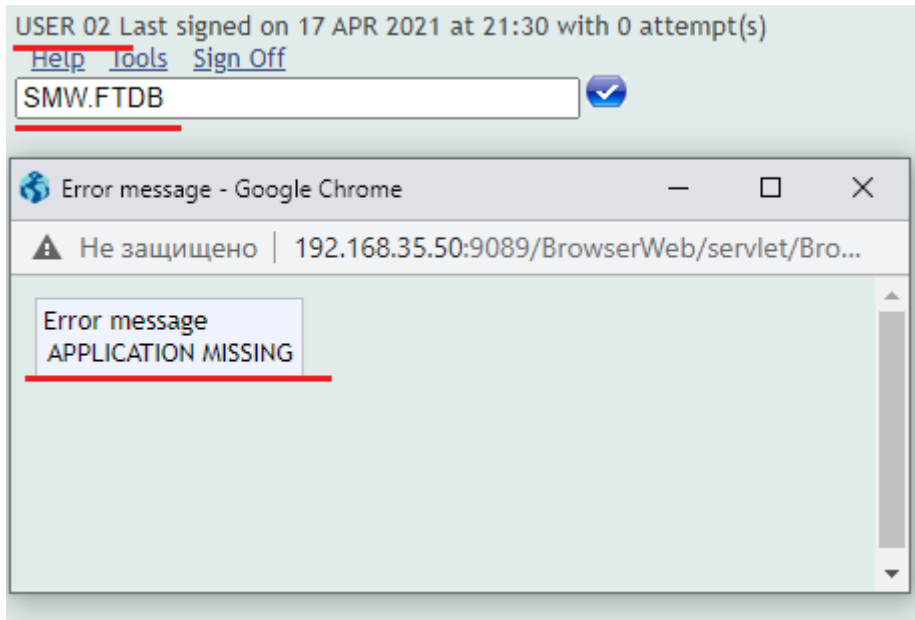 USER 02 Last signed on 17 APR 2021 at 21:30 with 0 attempt(s)
Help Tools Sign Off
SMW.FTDB
Error message - Google Chrome
Не защищено 192.168.35.50:9089/BrowserWeb/servlet/Bro...
Error message
APPLICATION MISSING